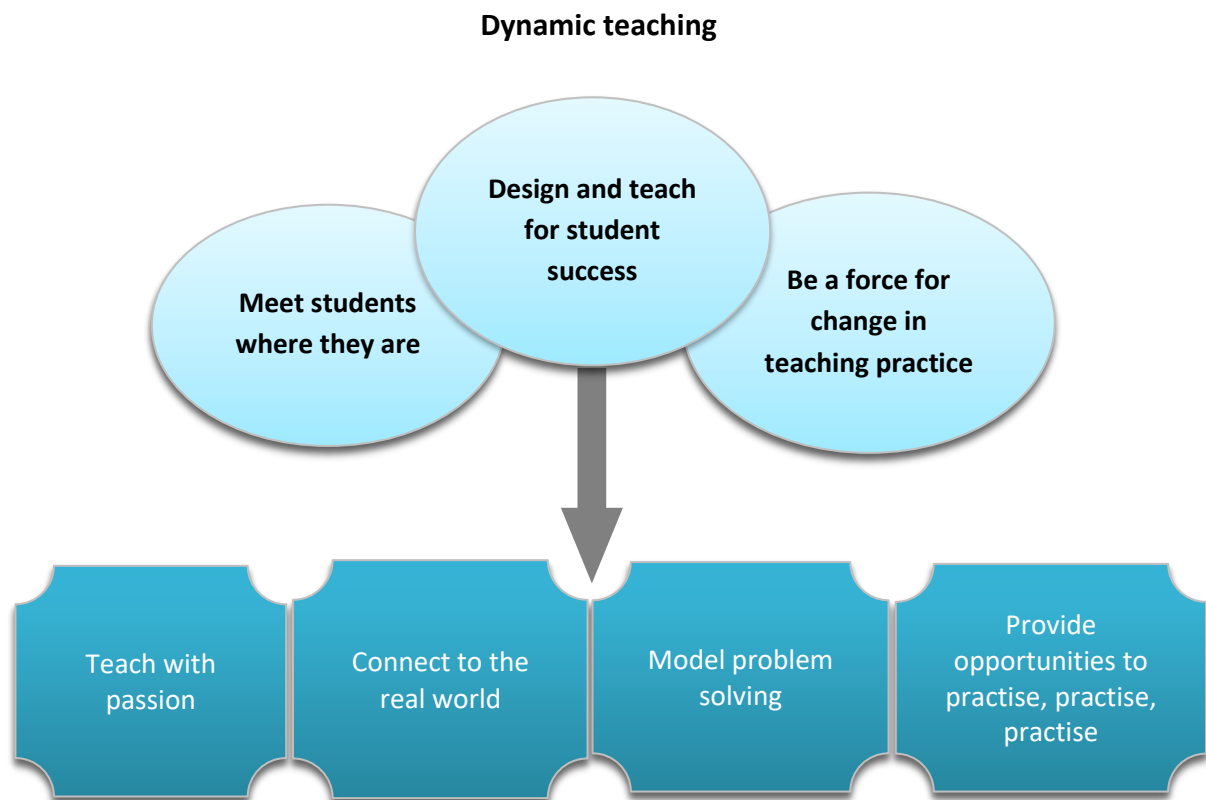 Dynamic teaching
Design and teach
for student
success
Meet students
where they are
Be a force for
change in
teaching practice
Teach with
passion
Connect to the
real world
Model problem
solving
Provide
opportunities to
practise, practise,
practise